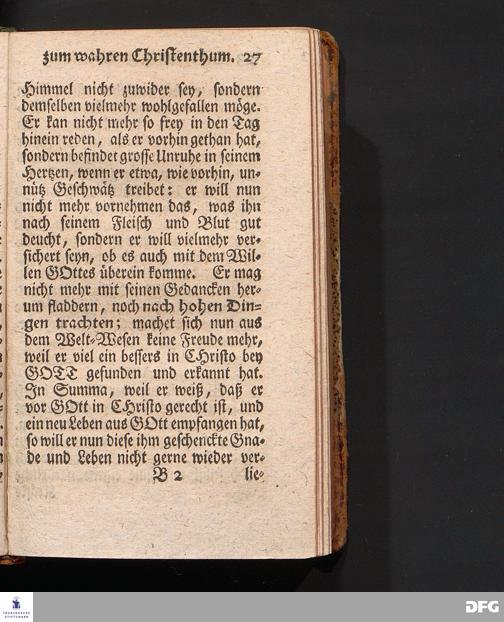 zum wahren Christenthum. 27
Himmel nicht zuwider sey, sondern
demselben vielmehr wohlgefallen möge.
Er kan nicht mehr so frey in den Tag
hinein reden, als er vorhin gethan hat,
sondern befindet grosse Unruhe in seinem
Hertzen, wenn er etwa, wie vorhin, un-
nütz Geschwätz treibet: er will nun
nicht mehr vornehmen das, was ihn
nach seinem Fleisch und Blut gut
deucht, sondern er will vielmehr ver-
sichert seyn, ob es auch mit dem Wil-
len GOttes überein komme. Er mag
nicht mehr mit seinen Gedancken her-
um fladdern, noch nach hohen Din-
gen trachten; machet sich nun aus
dem Welt-Wesen keine Freude mehr,
weil er viel ein bessers in CHristo bey
GOTT gefunden und erkannt hat.
In Summa, weil er weiß, daß er
vor GOtt in CHristo gerecht ist, und
ein neu Leben aus GOtt empfangen hat,
so will er nun diese ihm geschenckte Gna-
de und Leben nicht gerne wieder ver-
B 2 lie-
FRANCKESCHE
STIFTUNGEN
DFG